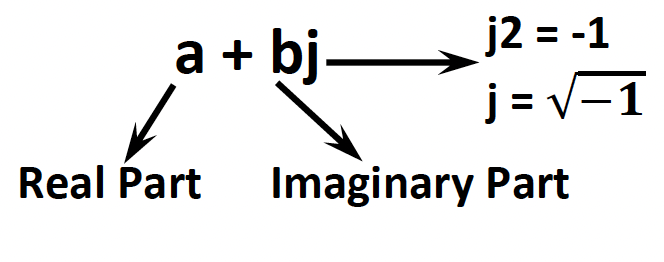 a + bj
j2 = -1
j = √−1
Real Part
Imaginary Part